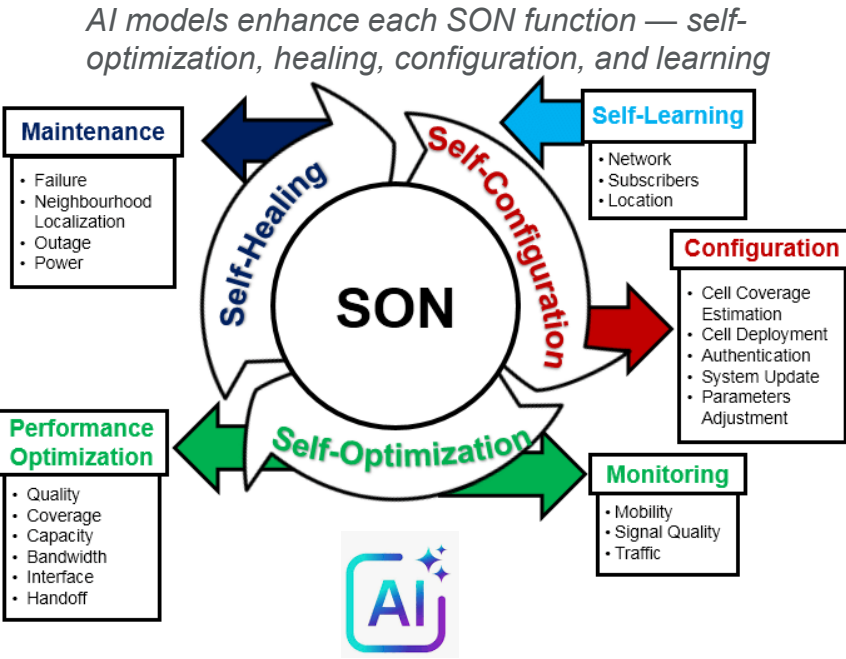 AI models enhance each SON function — self-
optimization, healing, configuration, and learning
Maintenance
• Failure
• Neighbourhood
Localization
• Outage
• Power
Self-Healing
Self-Configuration
Self-Learning
• Network
• Subscribers
• Location
SON
Configuration
• Cell Coverage
Estimation
• Cell Deployment
• Authentication
• System Update
• Parameters
Adjustment
Performance
Optimization
• Quality
• Coverage
• Capacity
• Bandwidth
• Interface
• Handoff
Self-Optimization
Monitoring
• Mobility
• Signal Quality
• Traffic
AI